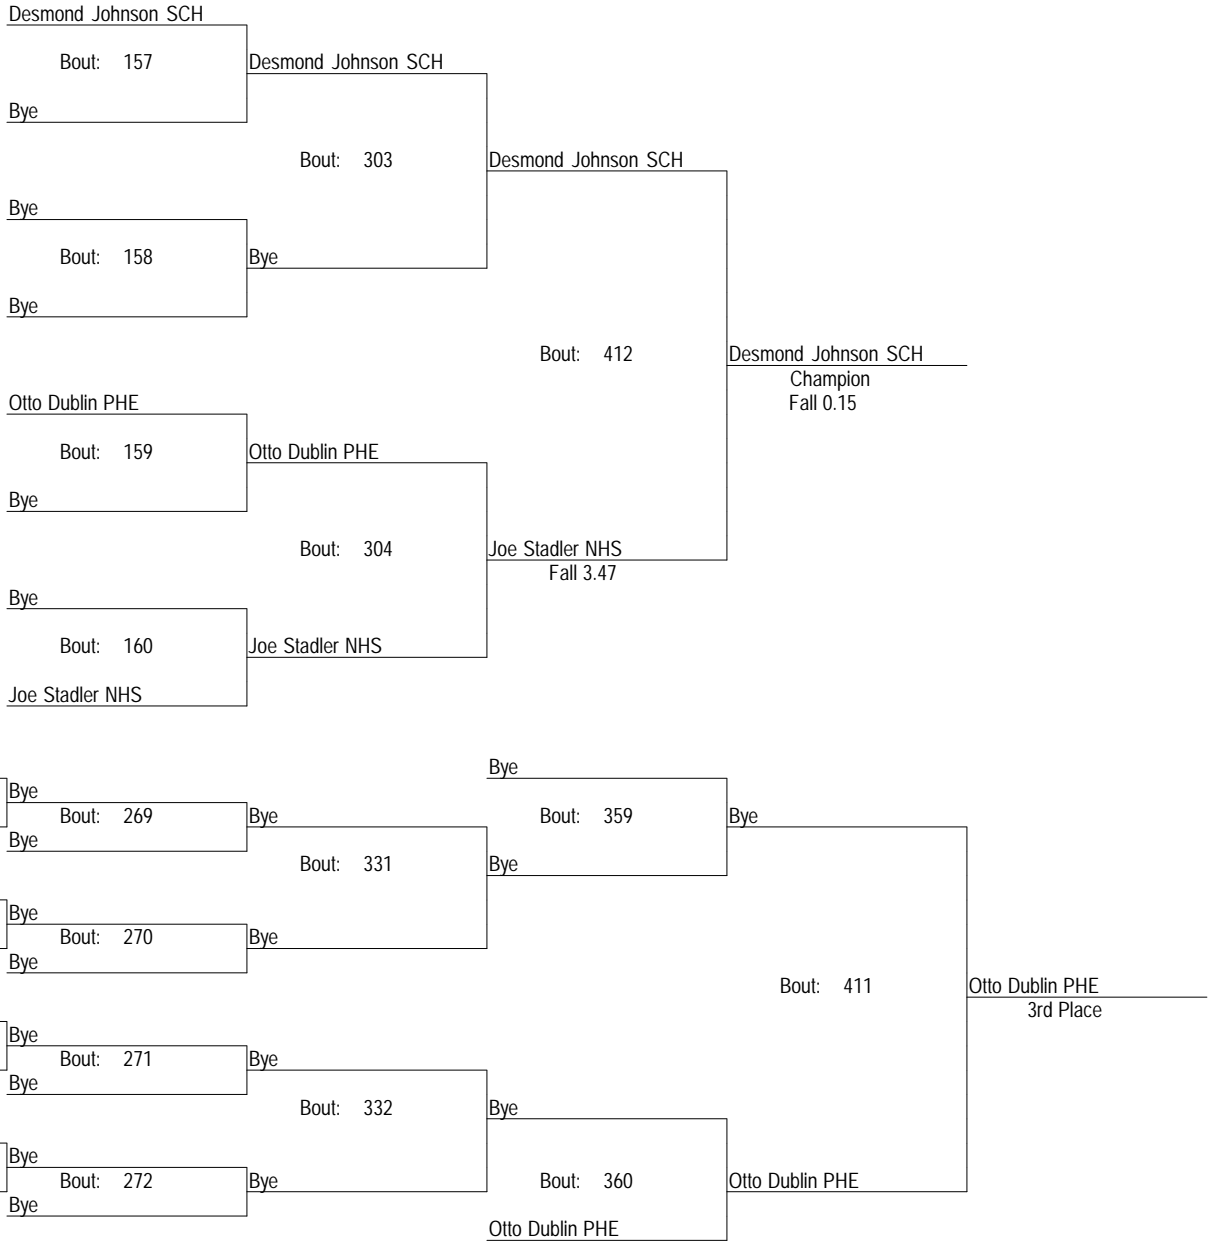 Desmond Johnson SCH
Bout: 157 Desmond Johnson SCH
Bye
Bout: 303 Desmond Johnson SCH
Bye
Bout: 158 Bye
Bye
Bout: 412 Desmond Johnson SCH
Champion
Otto Dublin PHE Fall 0.15
Bout: 159 Otto Dublin PHE
Bye
Bout: 304 Joe Stadler NHS
Fall 3.47
Bye
Bout: 160 Joe Stadler NHS
Joe Stadler NHS
Bye
Bye
Bout: 269 Bye Bout: 359 Bye
Bye
Bout: 331 Bye
Bye
Bout: 270 Bye
Bye
Bout: 411 Otto Dublin PHE
3rd Place
Bye
Bout: 271 Bye
Bye
Bout: 332 Bye
Bye
Bout: 272 Bye Bout: 360 Otto Dublin PHE
Bye
Otto Dublin PHE